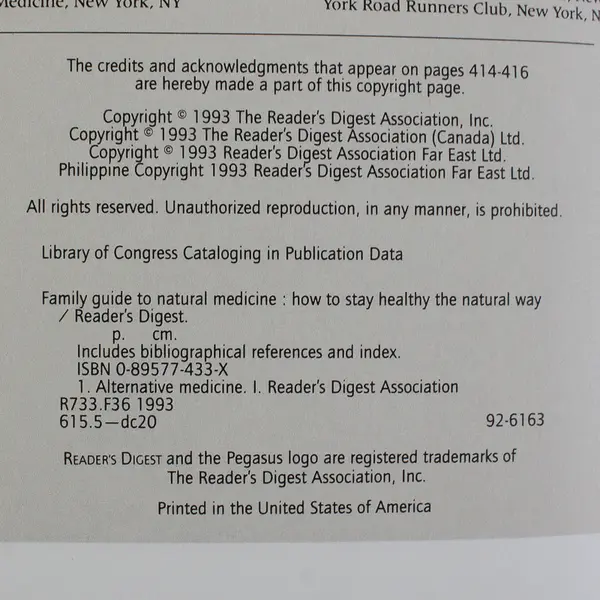 Medicine, New York, NY
York Road Runners Club, New York, N
The credits and acknowledgments that appear on pages 414-416
are hereby made a part of this copyright page.
Copyright © 1993 The Reader's Digest Association, Inc.
Copyright © 1993 The Reader's Digest Association (Canada) Ltd.
Copyright © 1993 Reader's Digest Association Far East Ltd.
Philippine Copyright 1993 Reader's Digest Association Far East Ltd.
All rights reserved. Unauthorized reproduction, in any manner, is prohibited.
Library of Congress Cataloging in Publication Data
Family guide to natural medicine : how to stay healthy the natural way
/ Reader's Digest.
p. cm.
Includes bibliographical references and index.
ISBN 0-89577-433-X
1. Alternative medicine. I. Reader's Digest Association
R733.F36 1993
615.5—dc20 92-6163
READER'S DIGEST and the Pegasus logo are registered trademarks of
The Reader's Digest Association, Inc.
Printed in the United States of America